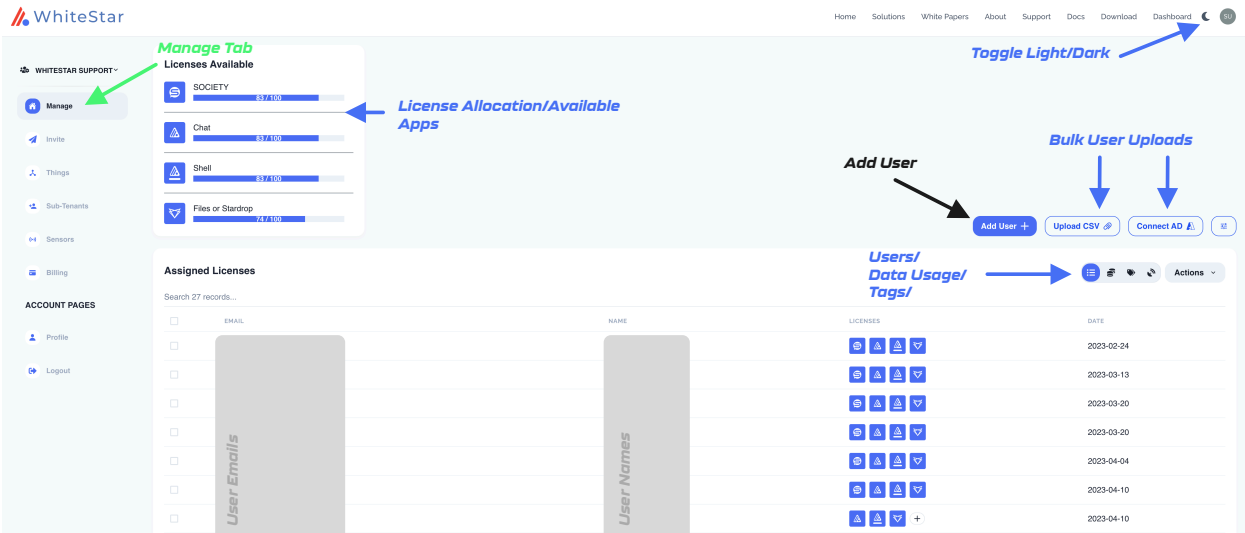 WhiteStar
Home Solutions White Papers About Support Docs Download Dashboard SU
Manage Tab
Toggle Light/Dark
WHITESTAR SUPPORT
Manage
Invite
Things
Sub-Tenants
Sensors
Billing
ACCOUNT PAGES
Profile
Logout
Licenses Available
SOCIETY
83 / 100
Chat
83 / 100
Shell
83 / 100
Files or Stardrop
74 / 100
License Allocation/Available
Apps
Add User
Bulk User Uploads
Add User
Upload CSV
Connect AD
Users/
Data Usage/
Tags/
Actions
Assigned Licenses
Search 27 records...
EMAIL NAME LICENSES DATE
2023-02-24
2023-03-13
2023-03-20
2023-03-20
2023-04-04
2023-04-10
2023-04-10
User Emails
User Names